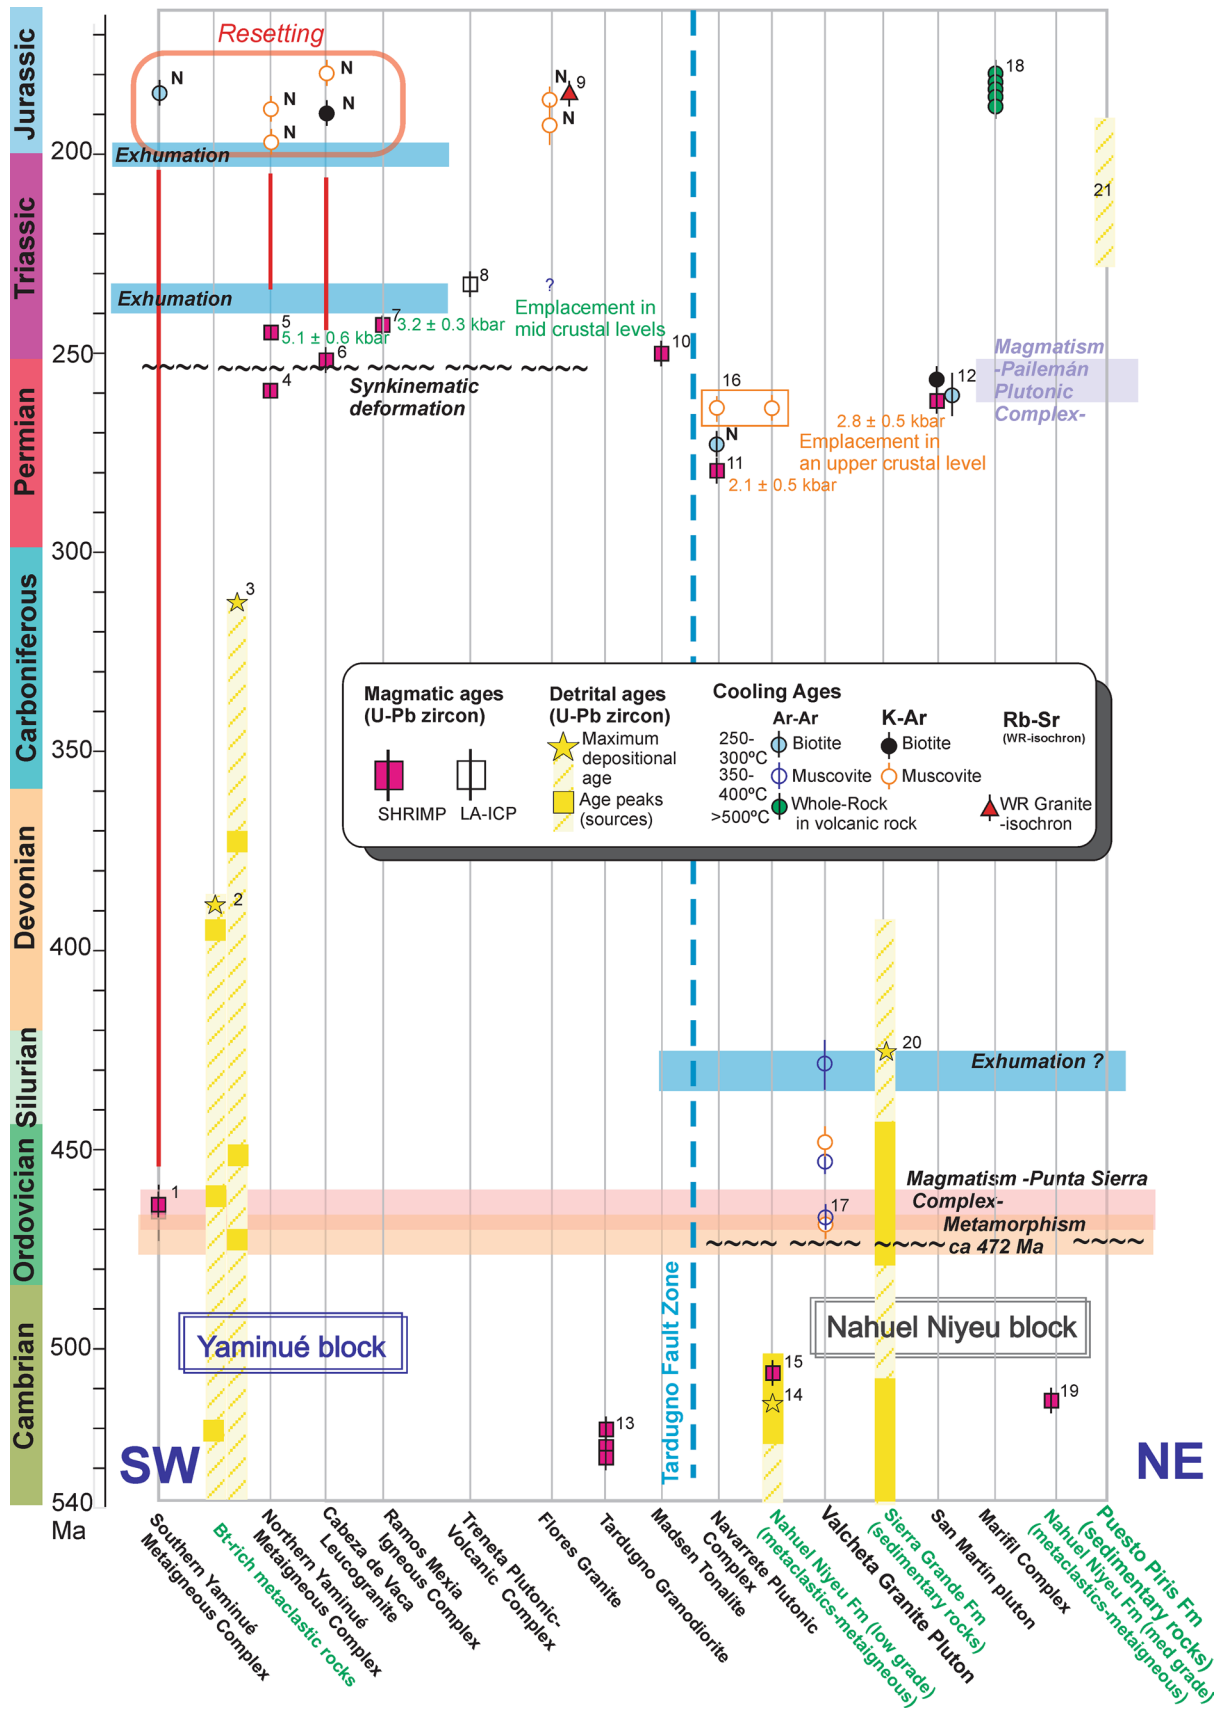 Jurassic
Triassic
Permian
Carboniferous
Devonian
Silurian
Ordovician
Cambrian
200
250
300
350
400
450
500
540
Ma
Resetting
N
N
N
N
N
N
9
N
18
Exhumation
21
8
?
Exhumation
Emplacement in
mid crustal levels
5
7
3.2 ± 0.3 kbar
5.1 ± 0.6 kbar
6
10
4
Synkinematic
deformation
Magmatism
-Pailemán
Plutonic
Complex-
12
16
2.8 ± 0.5 kbar
N
Emplacement in
an upper crustal level
11
2.1 ± 0.5 kbar
3
Magmatic ages
(U-Pb zircon)
SHRIMP
LA-ICP
Detrital ages
(U-Pb zircon)
Maximum
depositional
age
Age peaks
(sources)
Cooling Ages
Ar-Ar
K-Ar
Rb-Sr
(WR-isochron)
250-
300ºC
Biotite
Biotite
350-
400ºC
Muscovite
Muscovite
>500ºC
Whole-Rock
in volcanic rock
WR Granite
-isochron
2
20
Exhumation ?
1
Magmatism -Punta Sierra
Complex-
17
Metamorphism
ca 472 Ma
Yaminué block
Tardugno Fault Zone
Nahuel Niyeu block
15
14
19
13
SW
NE
Southern Yaminué
Metaigneous Complex
Bt-rich metaclastic rocks
Northern Yaminué
Metaigneous Complex
Cabeza de Vaca
Leucogranite
Ramos Mexia
Igneous Complex
Treneta Plutonic-
Volcanic Complex
Flores Granite
Tardugno Granodiorite
Madsen Tonalite
Navarrete Plutonic
Complex
Nahuel Niyeu Fm (low grade)
(metaclastics-metaigneous)
Valcheta Granite Pluton
Sierra Grande Fm
(sedimentary rocks)
San Martin pluton
Marifil Complex
Nahuel Niyeu Fm (med grade)
(metaclastics-metaigneous)
Puesto Piris Fm
(sedimentary rocks)